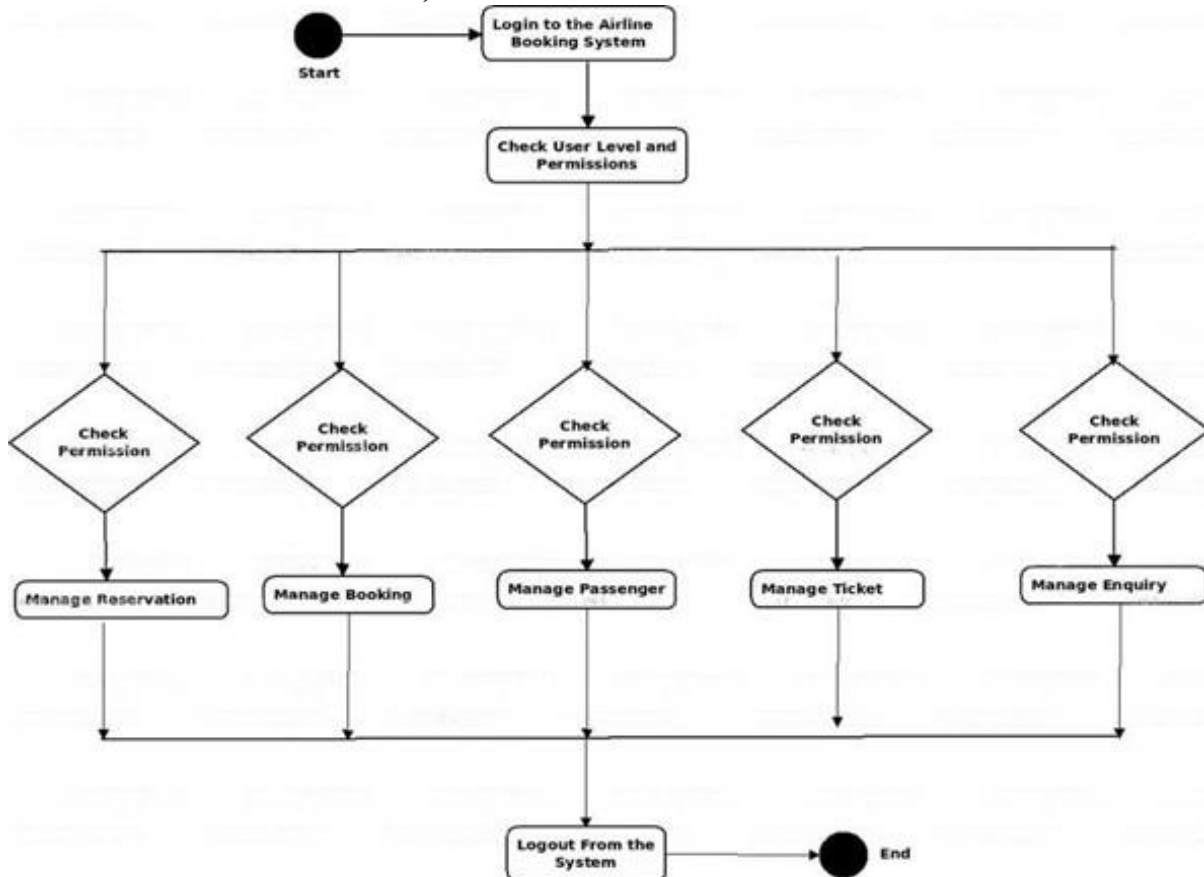 Login to the Airline
Booking System
Start
Check User Level and
Permissions
Check
Permission
Check
Permission
Check
Permission
Check
Permission
Check
Permission
Manage Reservation
Manage Booking
Manage Passenger
Manage Ticket
Manage Enquiry
Logout From the
System
End